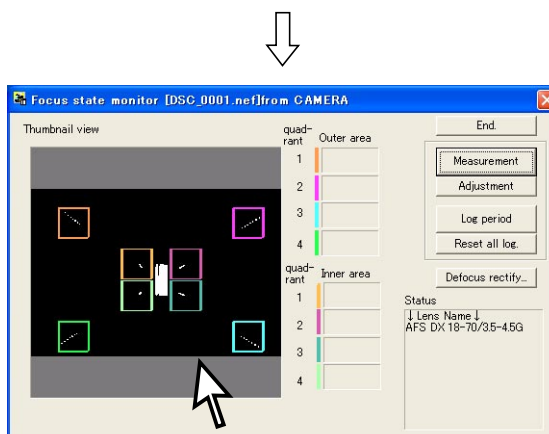 Focus state monitor [DSC_0001.nef]from CAMERA
Thumbnail view
quad-
rant
Outer area
1
2
3
4
quad-
rant
Inner area
1
2
3
4
End.
Measurement
Adjustment
Log period
Reset all log.
Defocus rectify...
Status
↓Lens Name↓
AFS DX 18-70/3.5-4.5G